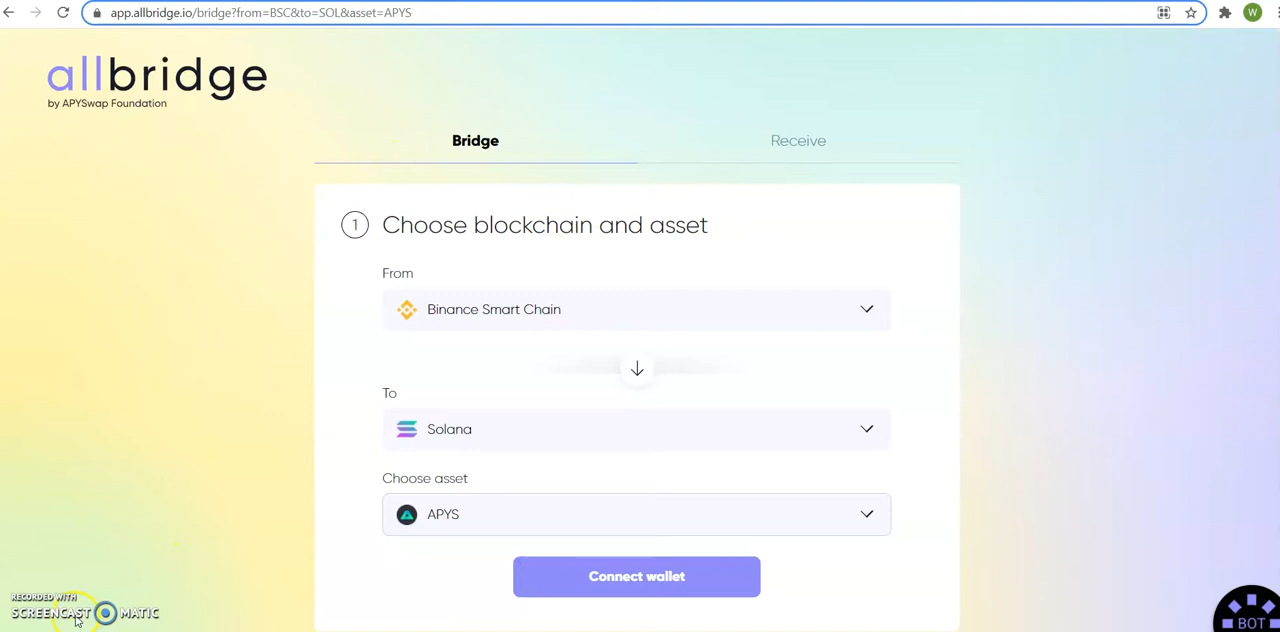 app.allbridge.io/bridge?from=BSC&to=SOL&asset=APYS
W
allbridge
by APYSwap Foundation
Bridge
Receive
1
Choose blockchain and asset
From
Binance Smart Chain
To
Solana
Choose asset
APYS
Connect wallet
RECORDED WITH
SCREENCAST MATIC
BOT